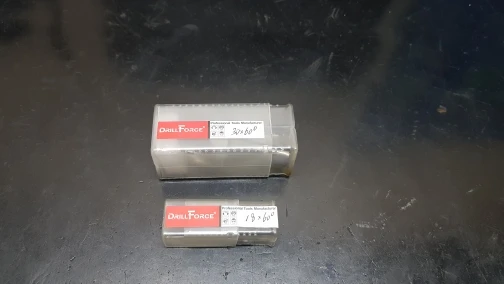 DRILLFORCE
Professional Tools Manufacturer
30×60°
DRILLFORCE
Professional Tools Manufacturer
18×60°